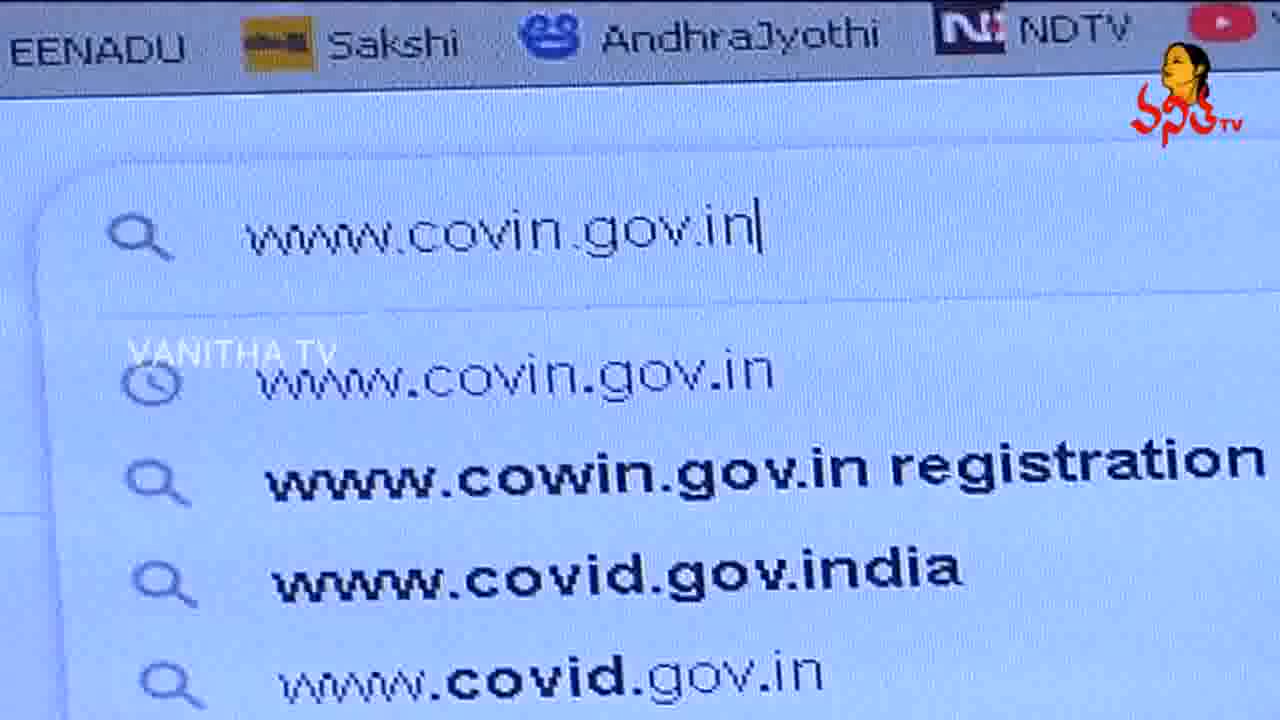 EENADU Sakshi AndhraJyothi NDTV
వనిత TV
www.covin.gov.in
VANITHA TV
www.covin.gov.in
www.cowin.gov.in registration
www.covid.gov.india
www.covid.gov.in